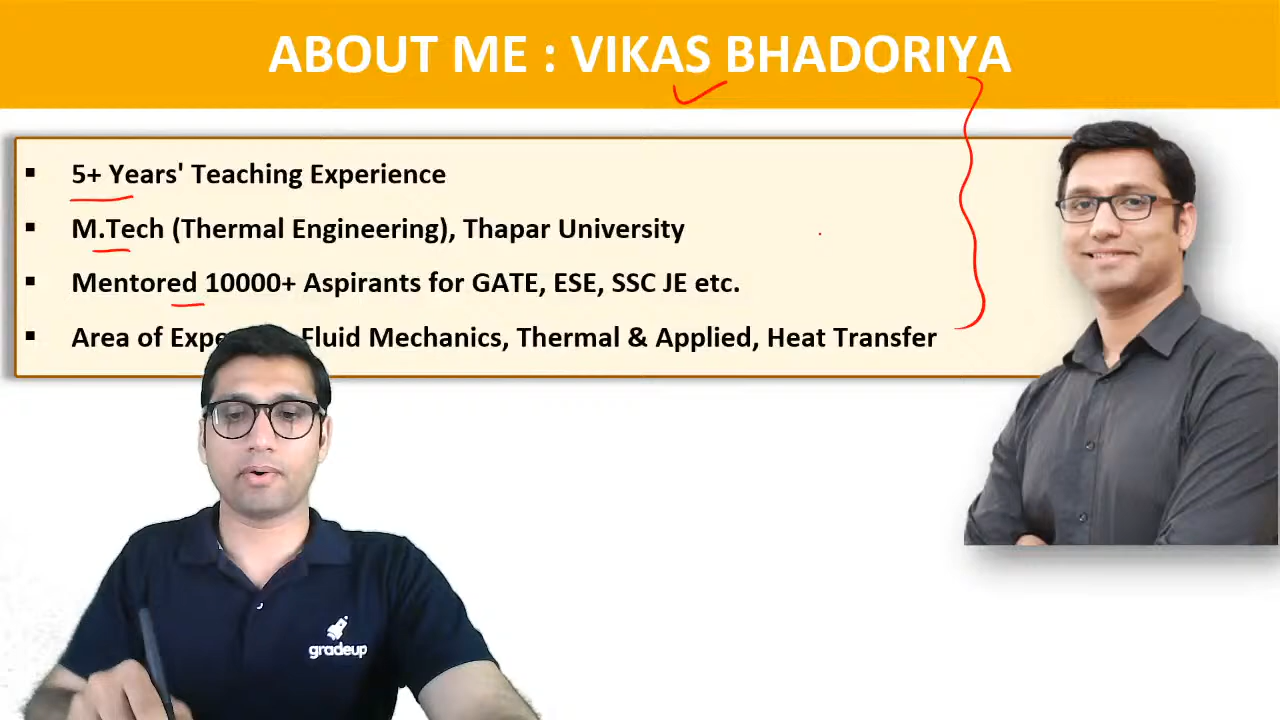 ABOUT ME : VIKAS BHADORIYA
▪ 5+ Years' Teaching Experience
▪ M.Tech (Thermal Engineering), Thapar University
▪ Mentored 10000+ Aspirants for GATE, ESE, SSC JE etc.
▪ Area of Fluid Mechanics, Thermal & Applied, Heat Transfer
gradeup